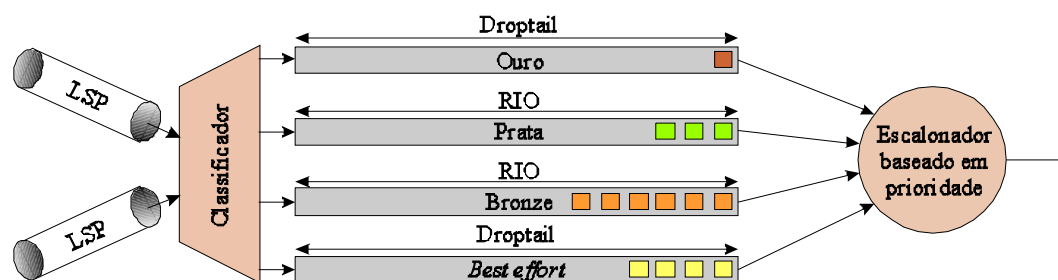 LSP
LSP
Classificador
Droptail
Ouro
RIO
Prata
RIO
Bronze
Droptail
Best effort
Escalonador
baseado em
prioridade